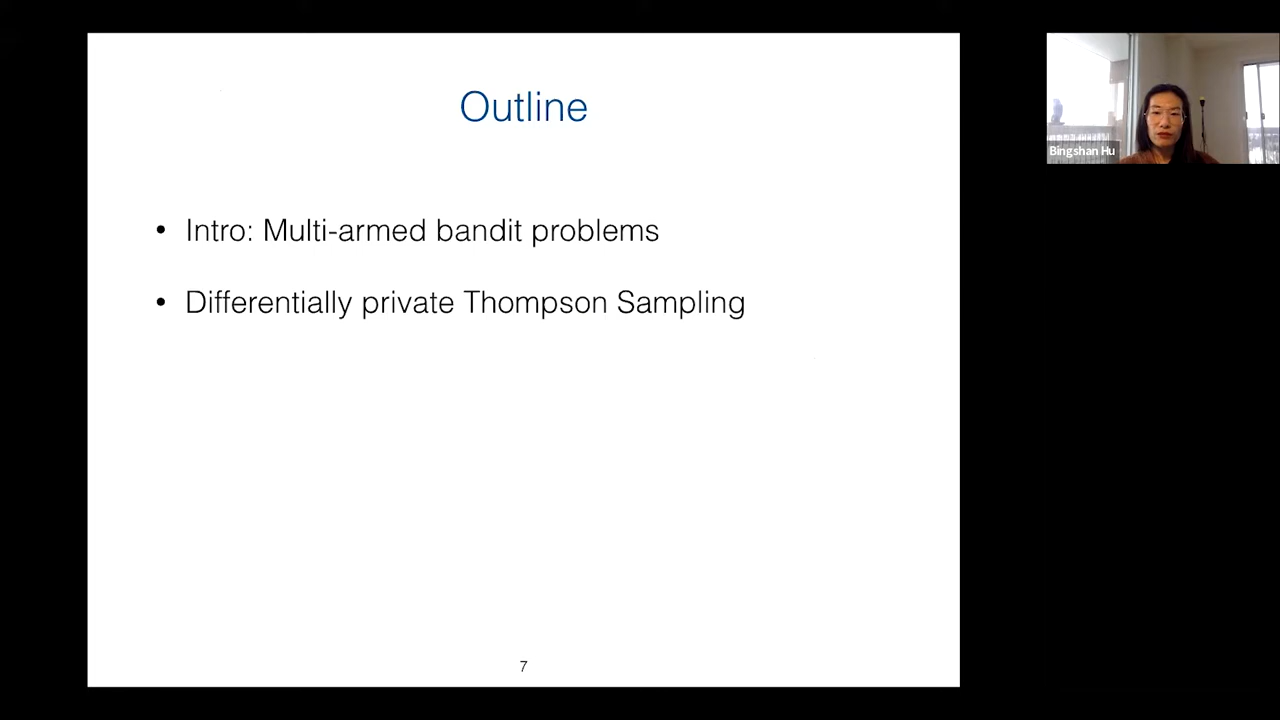 Outline
• Intro: Multi-armed bandit problems
• Differentially private Thompson Sampling
7
Bingshan Hu